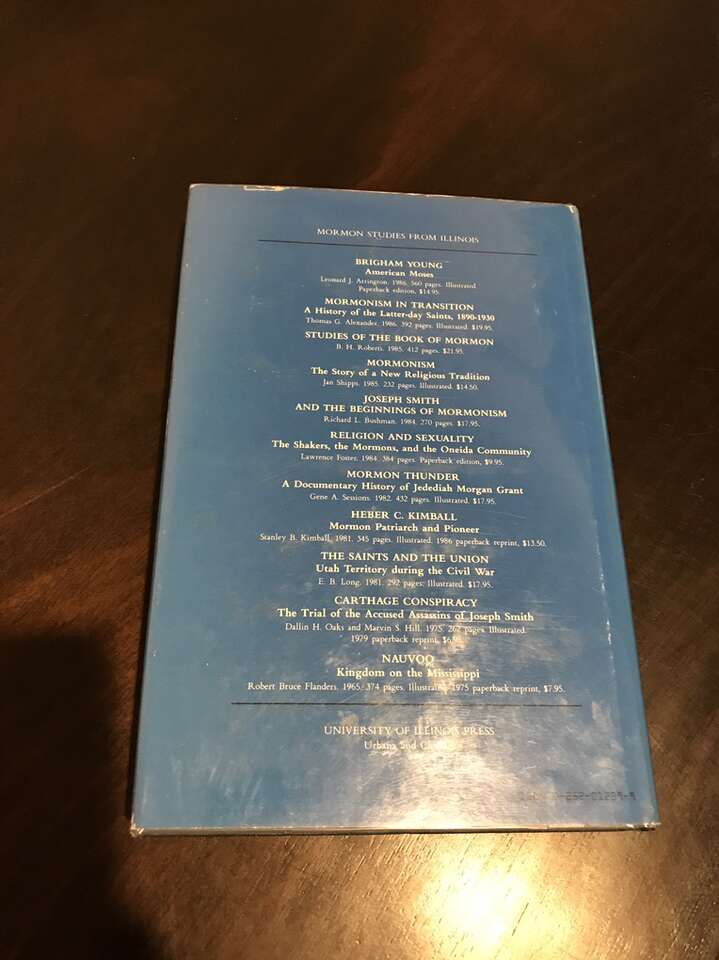 MORMON STUDIES FROM ILLINOIS
BRIGHAM YOUNG
American Moses
Leonard J. Arrington. 1986. 560 pages. Illustrated.
Paperback edition, $14.95.
MORMONISM IN TRANSITION
A History of the Latter-day Saints, 1890-1930
Thomas G. Alexander. 1986. 392 pages. Illustrated. $19.95.
STUDIES OF THE BOOK OF MORMON
B. H. Roberts. 1985. 412 pages. $21.95.
MORMONISM
The Story of a New Religious Tradition
Jan Shipps. 1985. 232 pages. Illustrated. $14.50.
JOSEPH SMITH
AND THE BEGINNINGS OF MORMONISM
Richard L. Bushman. 1984. 270 pages. $17.95.
RELIGION AND SEXUALITY
The Shakers, the Mormons, and the Oneida Community
Lawrence Foster. 1984. 384 pages. Paperback edition, $9.95.
MORMON THUNDER
A Documentary History of Jedediah Morgan Grant
Gene A. Sessions. 1982. 432 pages. Illustrated. $17.95.
HEBER C. KIMBALL
Mormon Patriarch and Pioneer
Stanley B. Kimball. 1981. 345 pages. Illustrated. 1986 paperback reprint, $13.50.
THE SAINTS AND THE UNION
Utah Territory during the Civil War
E. B. Long. 1981. 292 pages. Illustrated. $17.95.
CARTHAGE CONSPIRACY
The Trial of the Accused Assassins of Joseph Smith
Dallin H. Oaks and Marvin S. Hill. 1975. 262 pages. Illustrated.
1979 paperback reprint,
NAUVOO
Kingdom on the Mississippi
Robert Bruce Flanders. 1965. 374 pages. Illustrated. 1975 paperback reprint, $7.95.
UNIVERSITY OF ILLINOIS PRESS
Urbana and